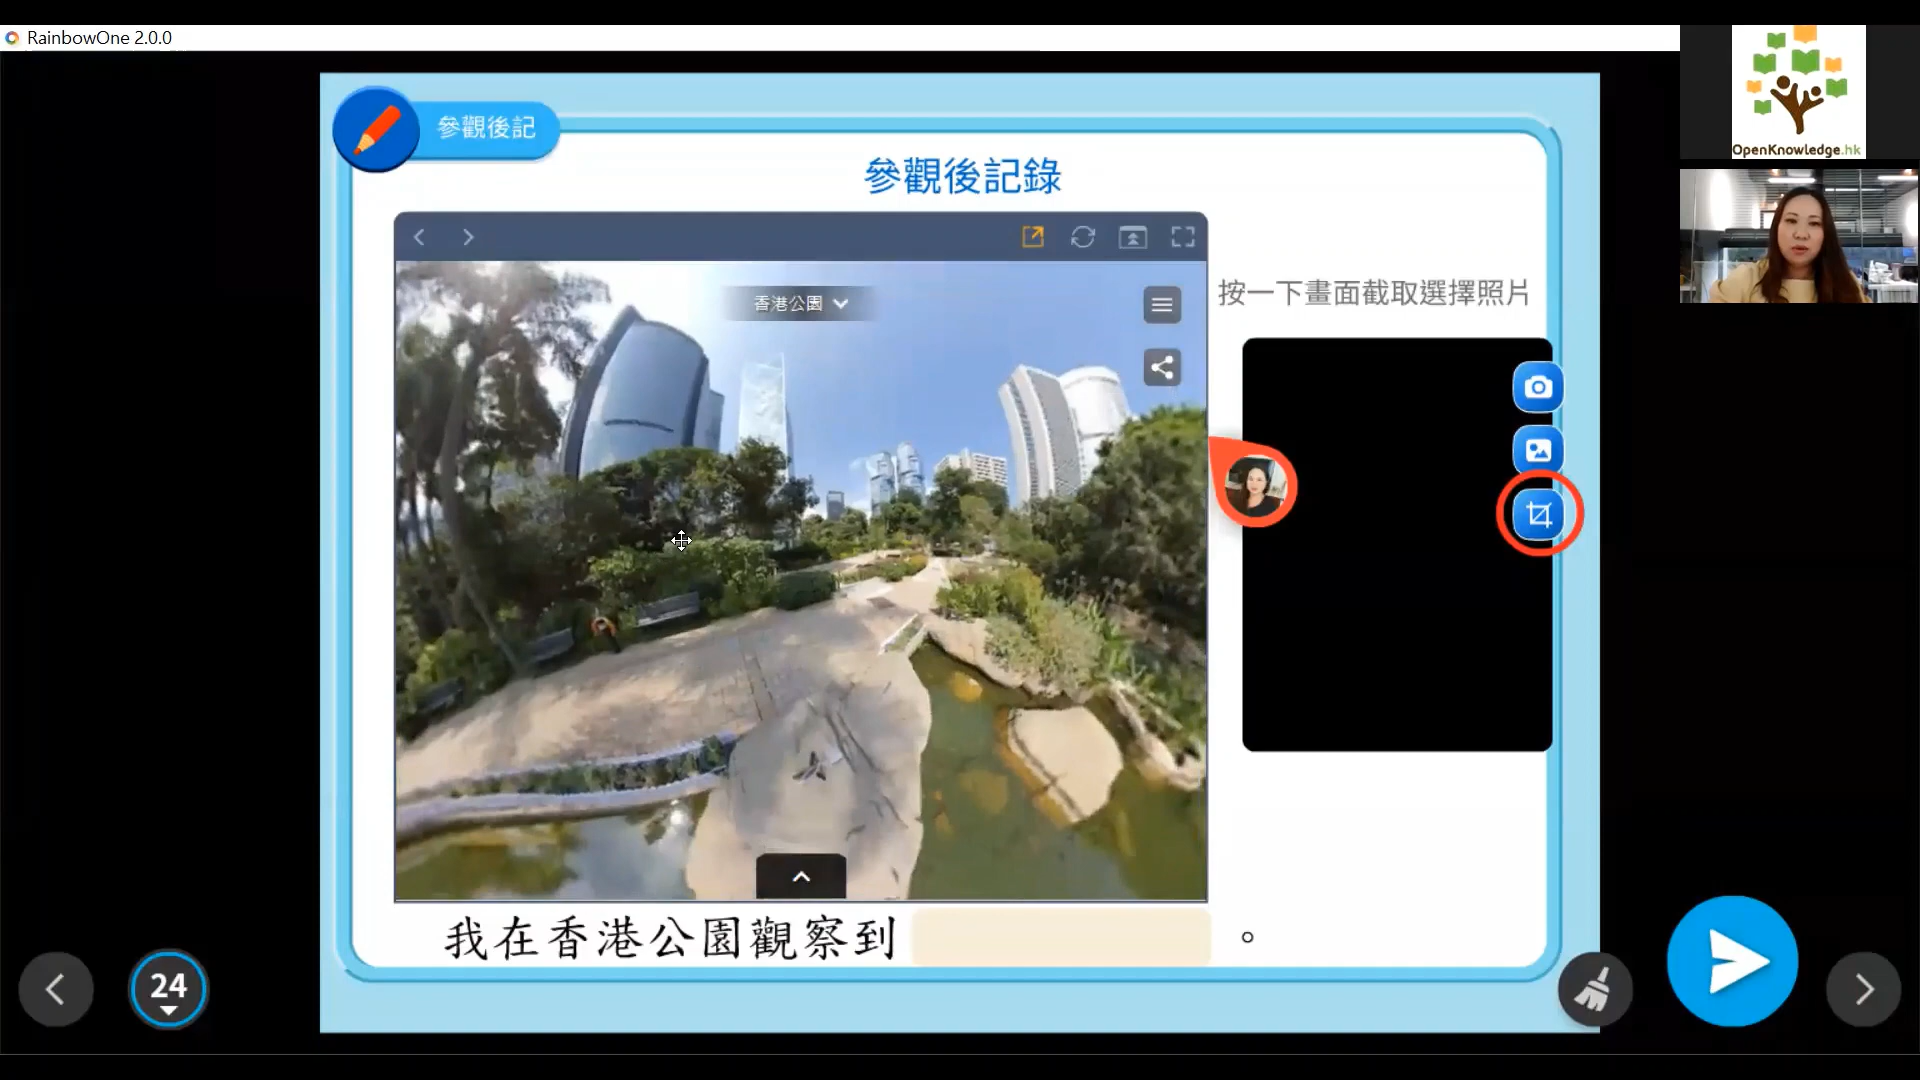 RainbowOne 2.0.0
OpenKnowledge.hk
參觀後記
參觀後記錄
香港公園
按一下畫面截取選擇照片
我在香港公園觀察到 。
24